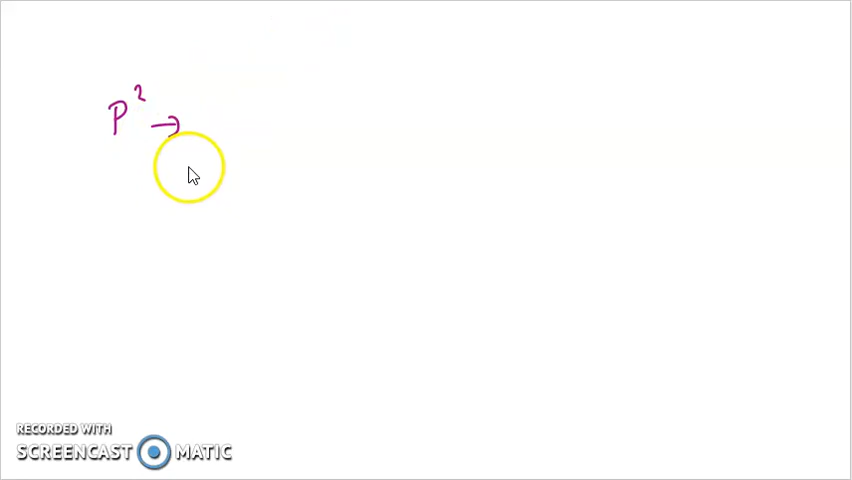 P² →
RECORDED WITH
SCREENCAST MATIC